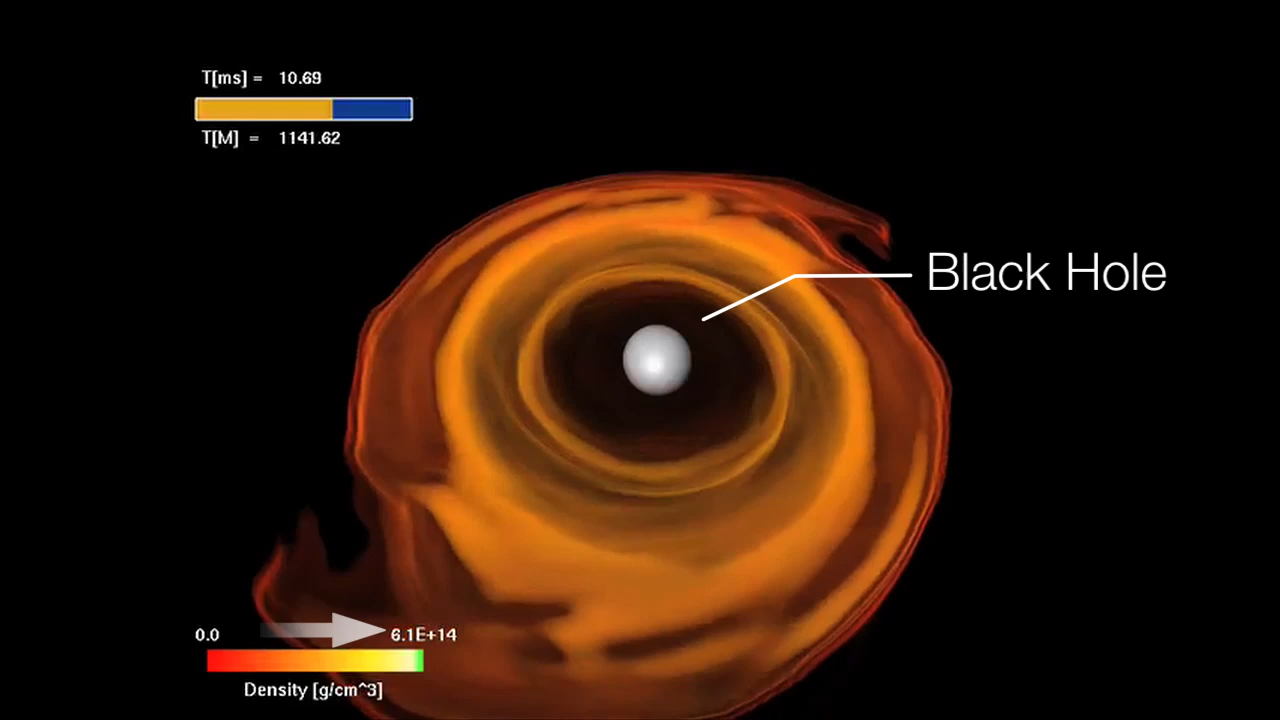 T[ms] = 10.69
T[M] = 1141.62
Black Hole
0.0 6.1E+14
Density [g/cm^3]